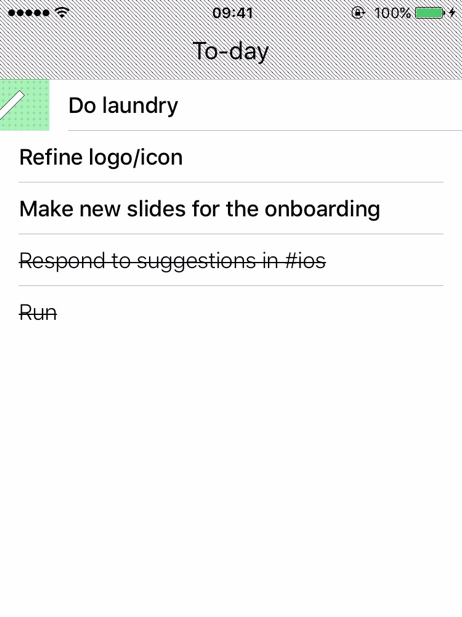 09:41
100%
To-day
Do laundry
Refine logo/icon
Make new slides for the onboarding
Respond to suggestions in #ios
Run